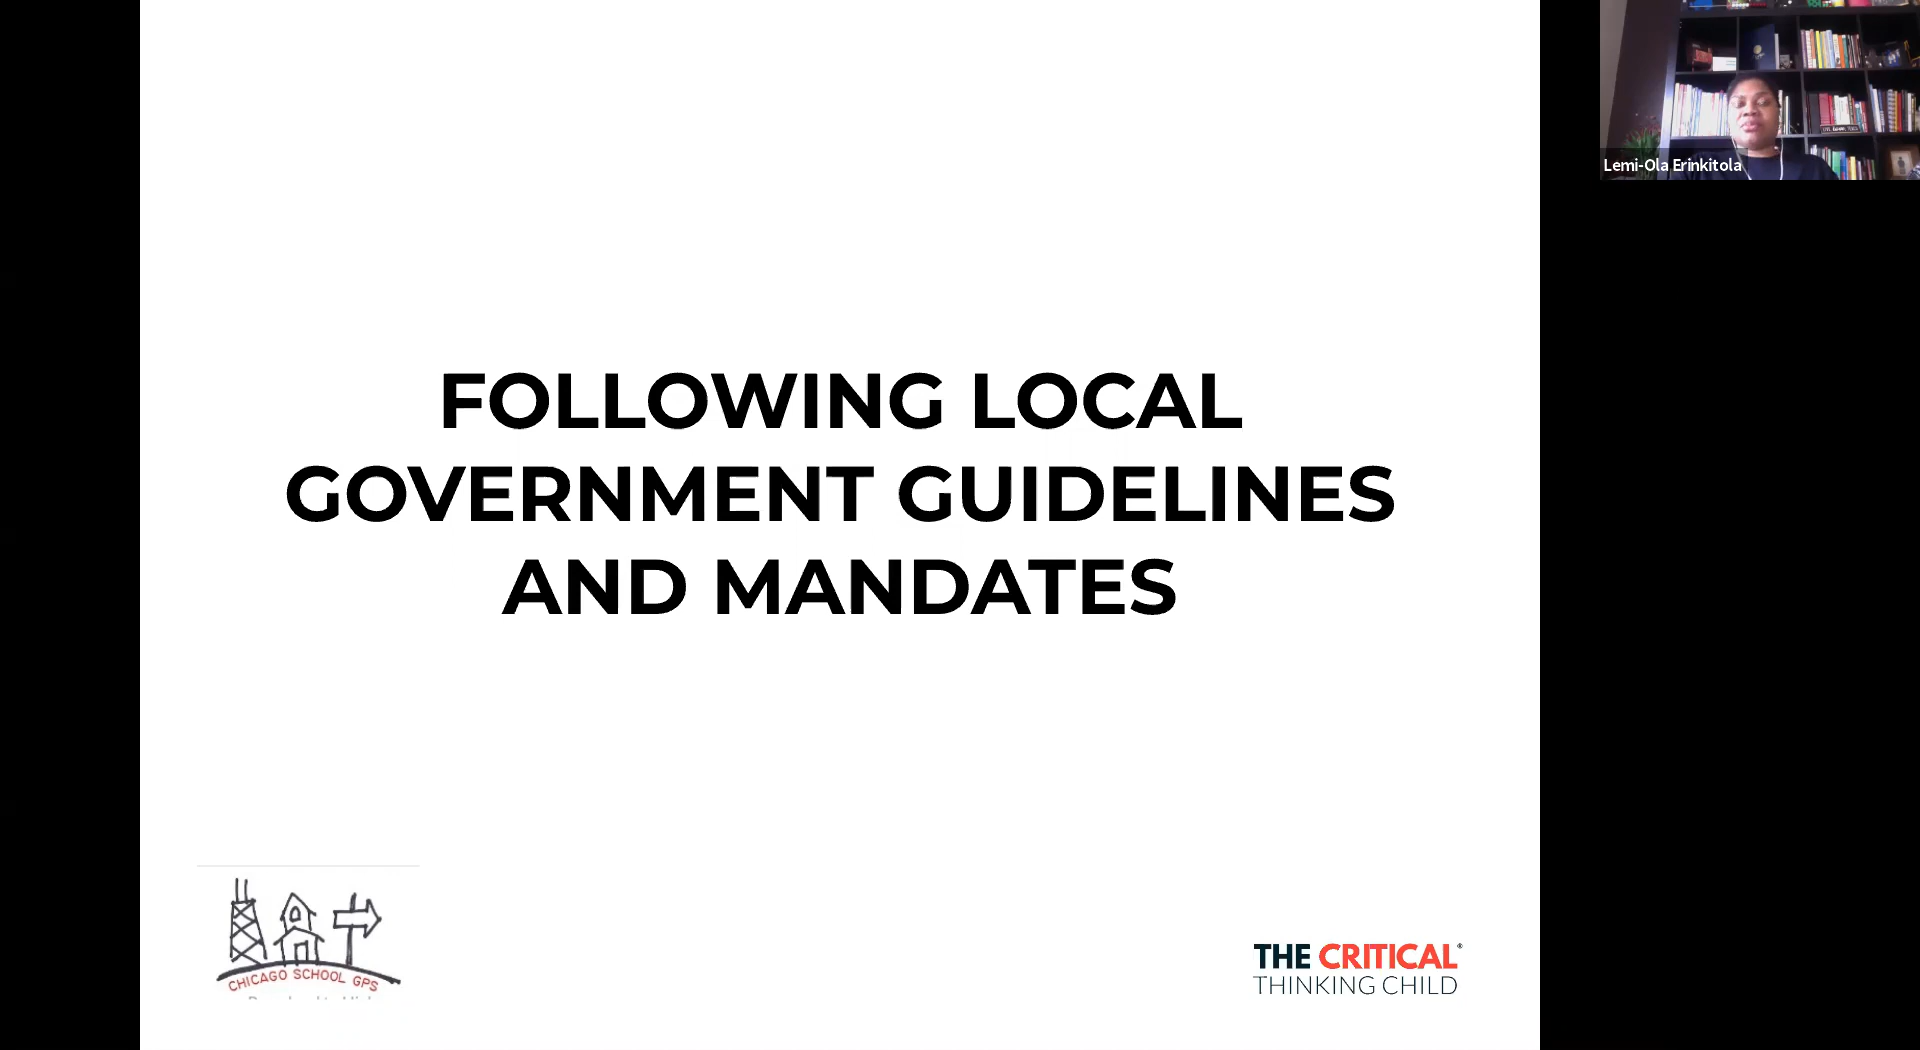 FOLLOWING LOCAL
GOVERNMENT GUIDELINES
AND MANDATES
Lemi-Ola Erinkitola
CHICAGO SCHOOL GPS
THE CRITICAL®
THINKING CHILD